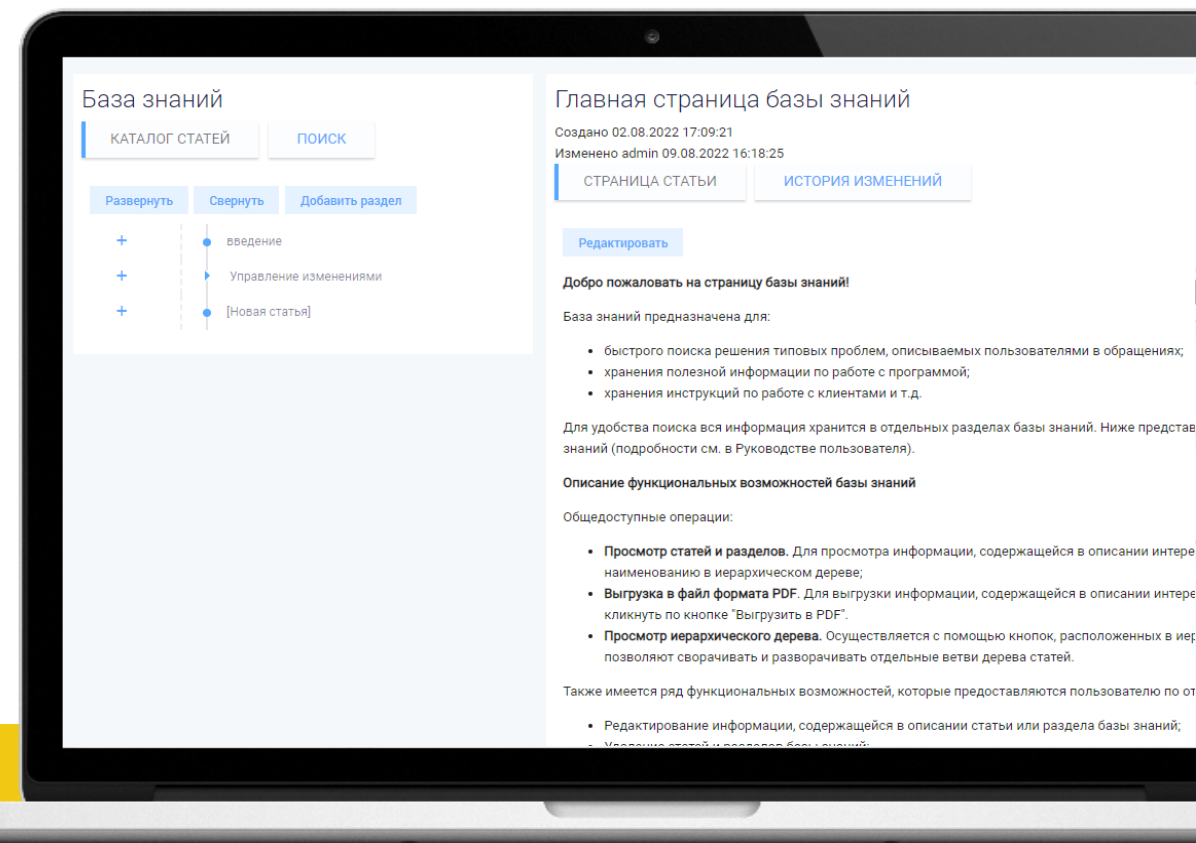 База знаний
КАТАЛОГ СТАТЕЙ
ПОИСК
Развернуть
Свернуть
Добавить раздел
введение
Управление изменениями
[Новая статья]
Главная страница базы знаний
Создано 02.08.2022 17:09:21
Изменено admin 09.08.2022 16:18:25
СТРАНИЦА СТАТЬИ
ИСТОРИЯ ИЗМЕНЕНИЙ
Редактировать
Добро пожаловать на страницу базы знаний!
База знаний предназначена для:
• быстрого поиска решения типовых проблем, описываемых пользователями в обращениях;
• хранения полезной информации по работе с программой;
• хранения инструкций по работе с клиентами и т.д.
Для удобства поиска вся информация хранится в отдельных разделах базы знаний. Ниже представ
знаний (подробности см. в Руководстве пользователя).
Описание функциональных возможностей базы знаний
Общедоступные операции:
• Просмотр статей и разделов. Для просмотра информации, содержащейся в описании интере
наименованию в иерархическом дереве;
• Выгрузка в файл формата PDF. Для выгрузки информации, содержащейся в описании интере
кликнуть по кнопке "Выгрузить в PDF".
• Просмотр иерархического дерева. Осуществляется с помощью кнопок, расположенных в иер
позволяют сворачивать и разворачивать отдельные ветви дерева статей.
Также имеется ряд функциональных возможностей, которые предоставляются пользователю по от
• Редактирование информации, содержащейся в описании статьи или раздела базы знаний;